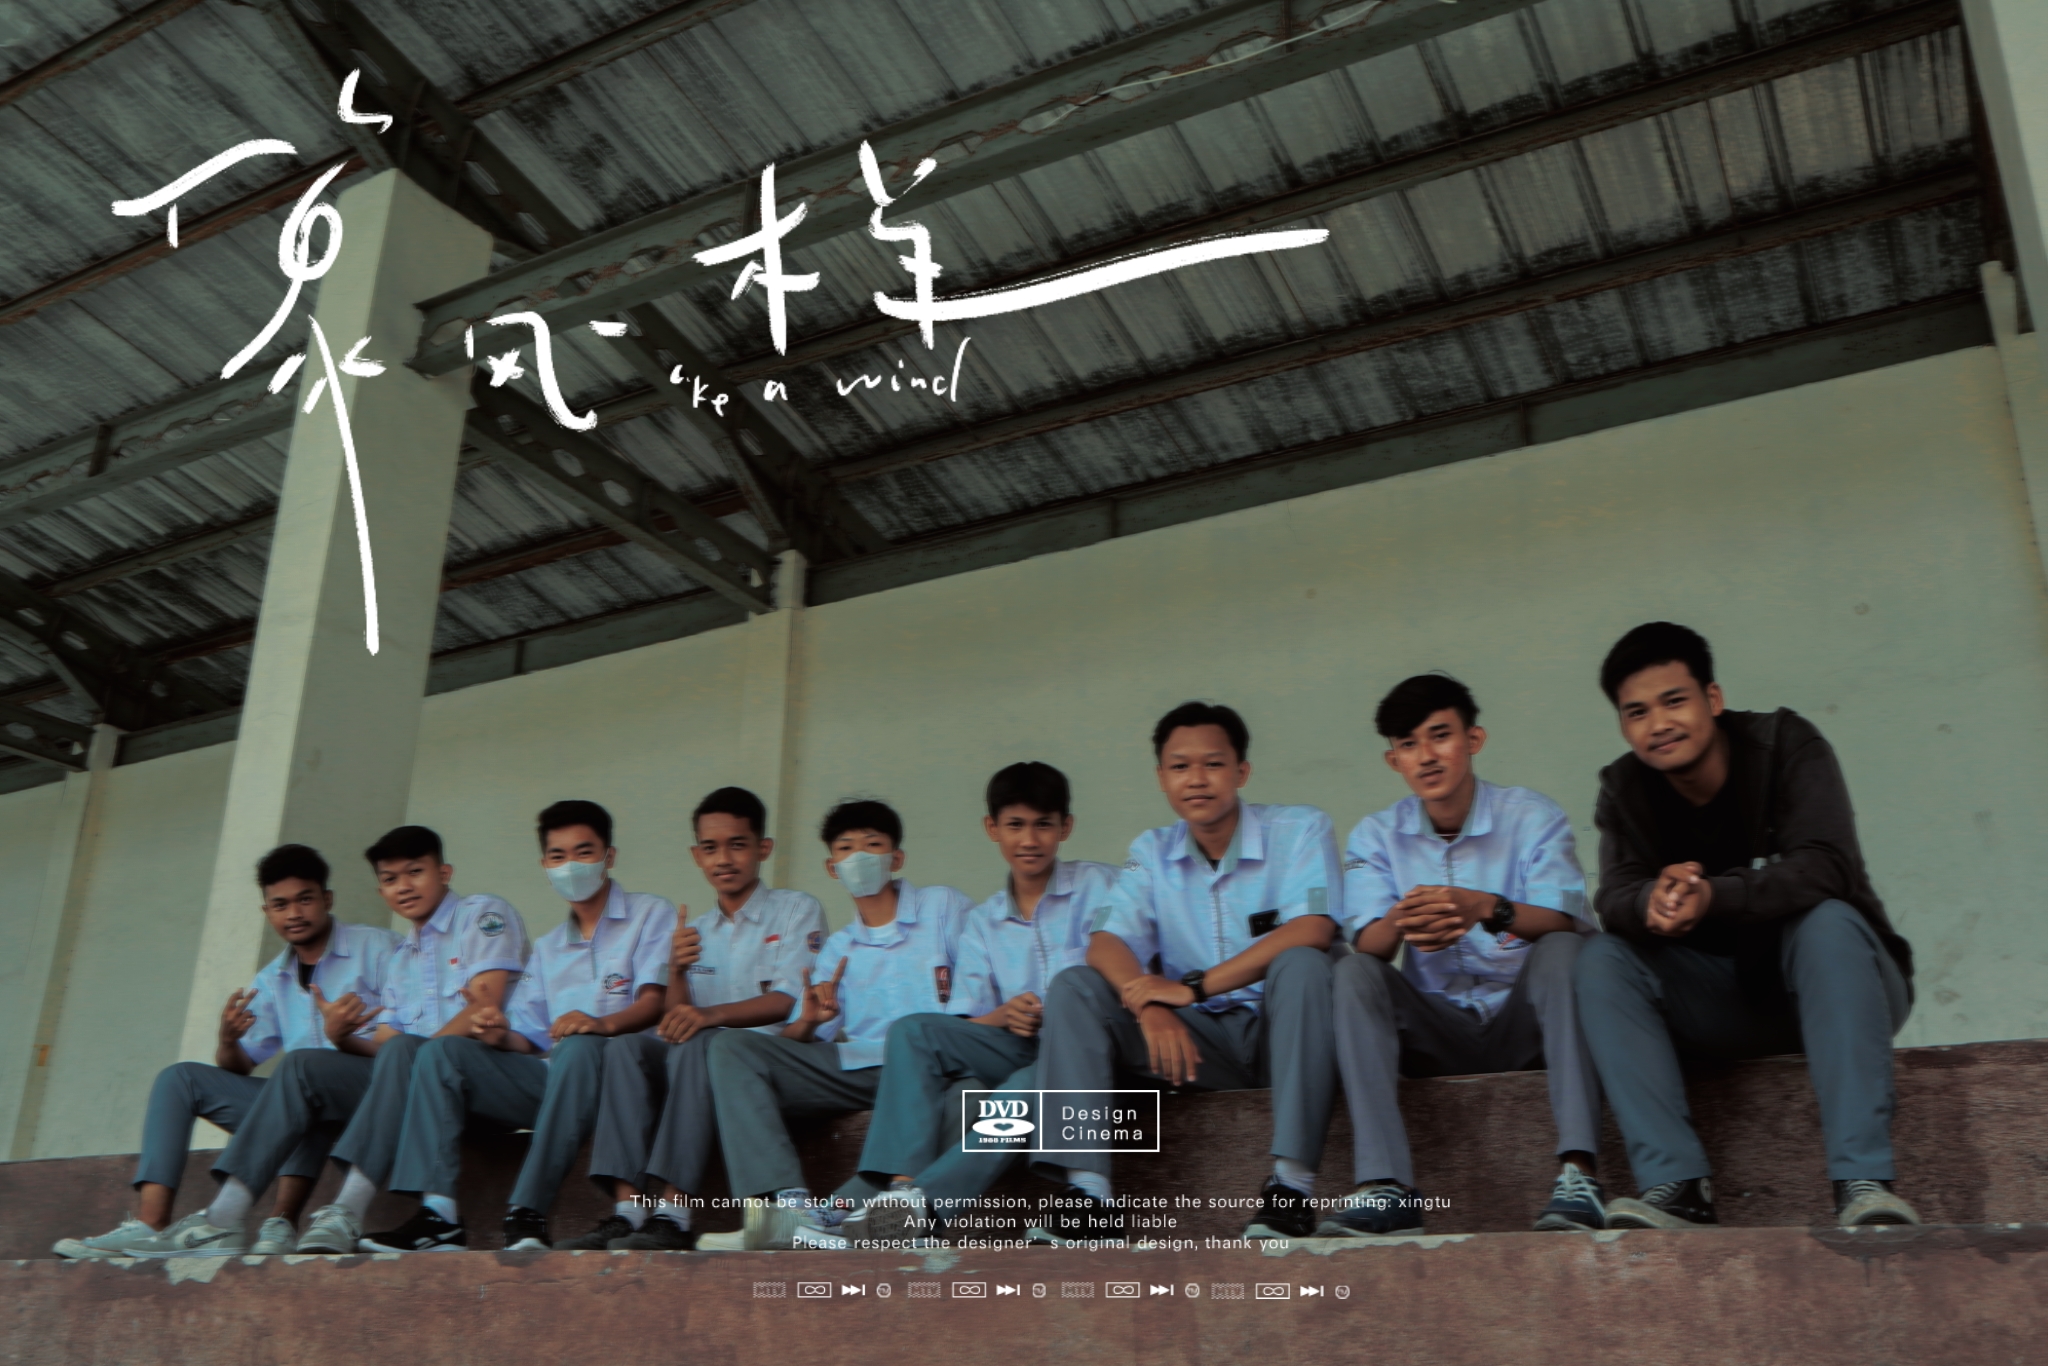 像风一样
like a wind
DVD
1988 FILMS
Design
Cinema
This film cannot be stolen without permission, please indicate the source for reprinting: xingtu
Any violation will be held liable
Please respect the designer’s original design, thank you